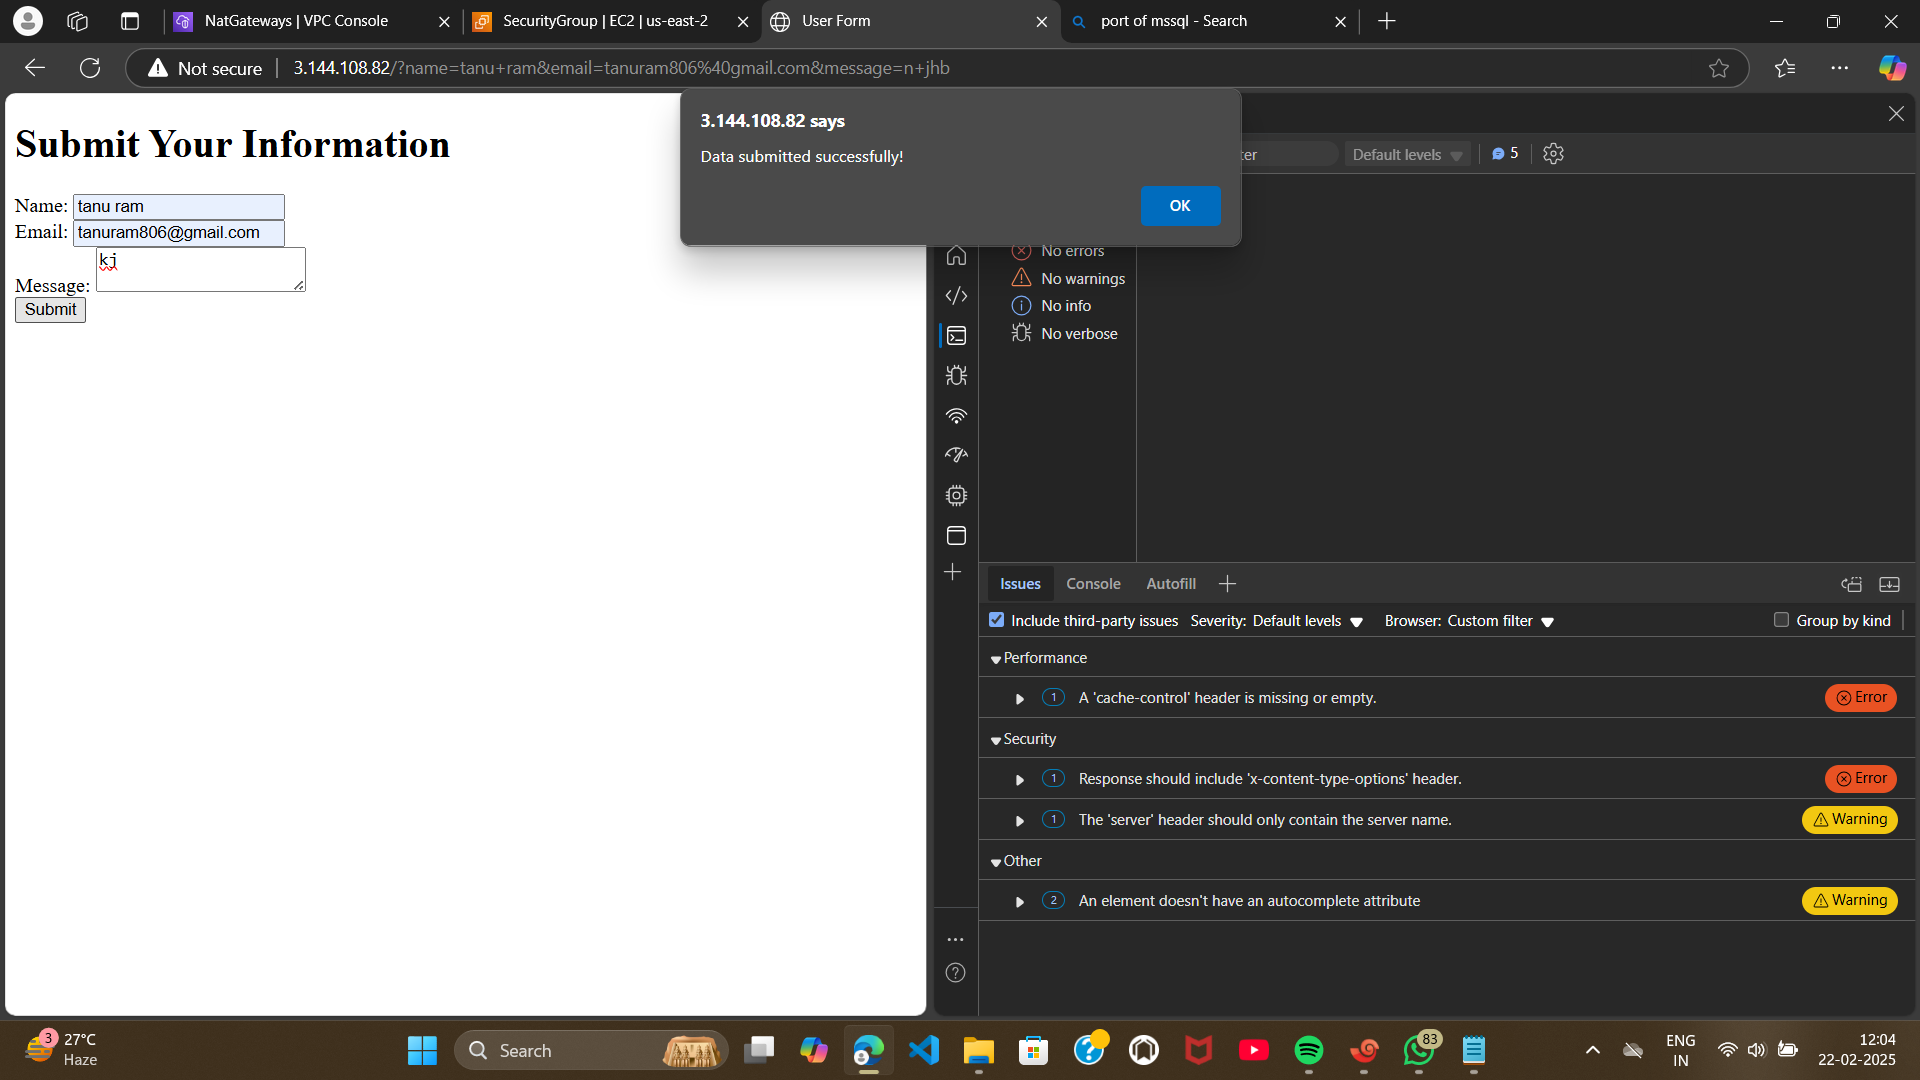 NatGateways | VPC Console
SecurityGroup | EC2 | us-east-2
User Form
port of mssql - Search
Not secure
3.144.108.82/?name=tanu+ram&email=tanuram806%40gmail.com&message=n+jhb
3.144.108.82 says
Data submitted successfully!
OK
Submit Your Information
Name: tanu ram
Email: tanuram806@gmail.com
Message: kj
Submit
ter
Default levels
5
No errors
No warnings
No info
No verbose
Issues
Console
Autofill
Include third-party issues
Severity: Default levels
Browser: Custom filter
Group by kind
Performance
1 A 'cache-control' header is missing or empty. Error
Security
1 Response should include 'x-content-type-options' header. Error
1 The 'server' header should only contain the server name. Warning
Other
2 An element doesn't have an autocomplete attribute Warning
3
27°C
Haze
Search
83
ENG
IN
12:04
22-02-2025